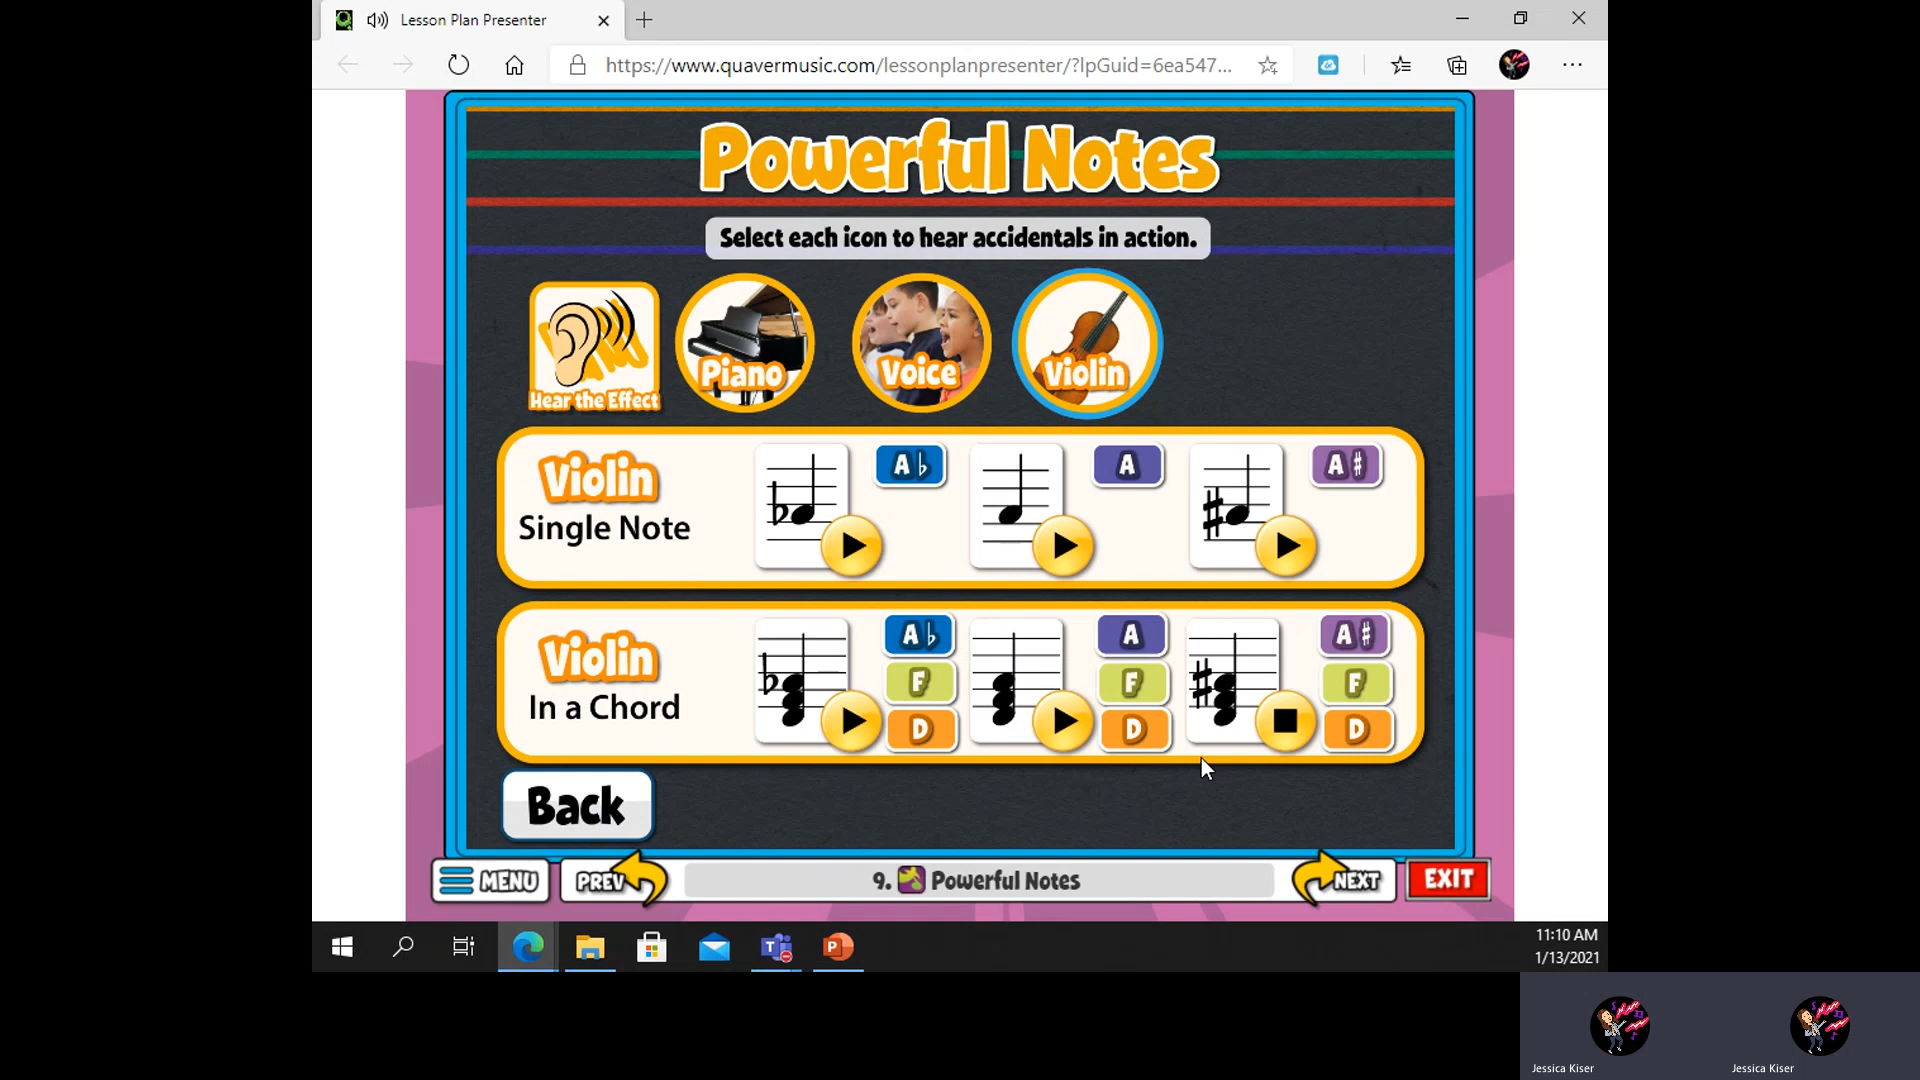 Lesson Plan Presenter
https://www.quavermusic.com/lessonplanpresenter/?lpGuid=6ea547...
Powerful Notes
Select each icon to hear accidentals in action.
Hear the Effect
Piano
Voice
Violin
Violin
Single Note
A♭
A
A♯
Violin
In a Chord
A♭
F
D
A
F
D
A♯
F
D
Back
MENU
PREV
9. Powerful Notes
NEXT
EXIT
11:10 AM
1/13/2021
Jessica Kiser
Jessica Kiser